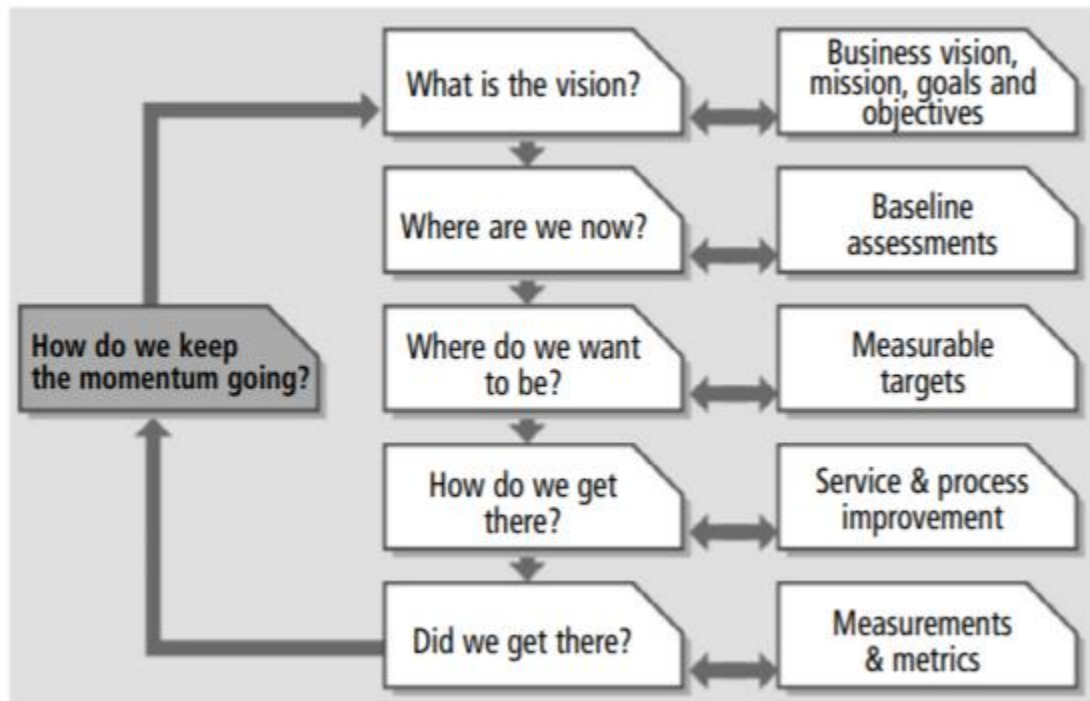 What is the vision?
Business vision,
mission, goals and
objectives
Where are we now?
Baseline
assessments
How do we keep
the momentum going?
Where do we want
to be?
Measurable
targets
How do we get
there?
Service & process
improvement
Did we get there?
Measurements
& metrics